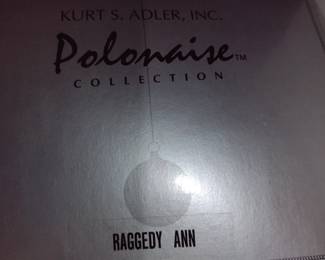 KURT S. ADLER, INC.
Polonaise™
COLLECTION
RAGGEDY ANN